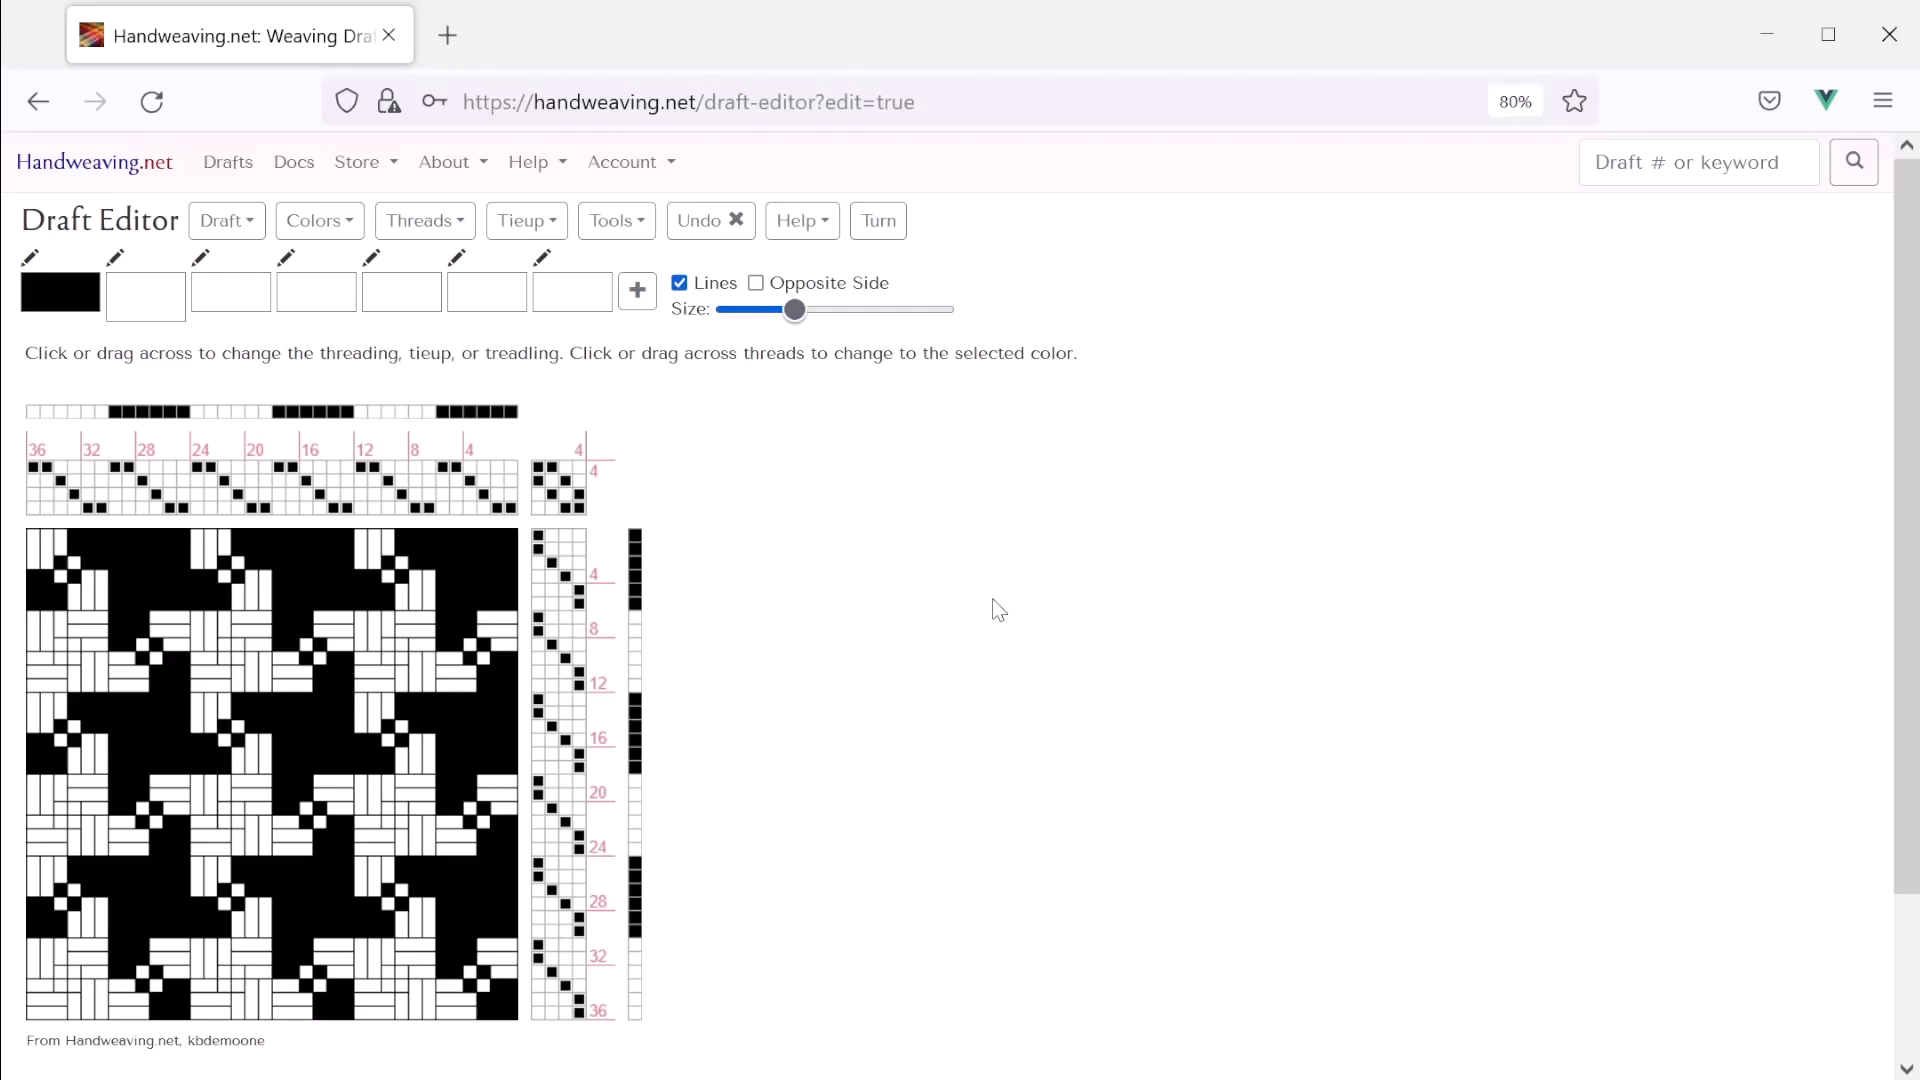 Handweaving.net: Weaving Dra
https://handweaving.net/draft-editor?edit=true
80%
Handweaving.net Drafts Docs Store About Help Account Draft # or keyword
Draft Editor Draft Colors Threads Tieup Tools Undo Help Turn
Lines Opposite Side
Size:
Click or drag across to change the threading, tieup, or treadling. Click or drag across threads to change to the selected color.
36 32 28 24 20 16 12 8 4 4
4
4
8
12
16
20
24
28
32
36
From Handweaving.net, kbdemoone